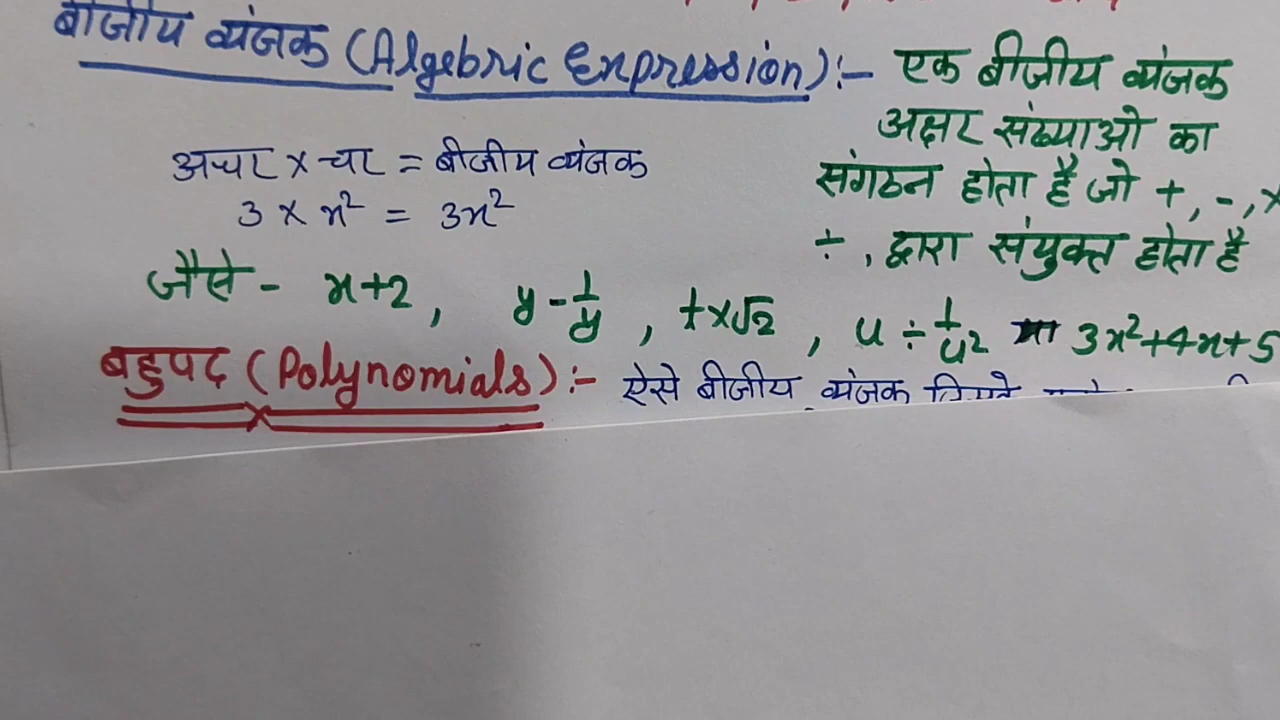 बीजीय व्यंजक (Algebric Expression):- एक बीजीय व्यंजक
अक्षर संख्याओ का
अचर × चर = बीजीय व्यंजक
संगठन होता है जो +, -, ×
3 × x² = 3x²
÷ , द्वारा संयुक्त होता है
जैसे - x+2, y - 1/y, t×√2, u ÷ 1/u² या 3x²+4x+5
बहुपद (Polynomials):- ऐसे बीजीय व्यंजक